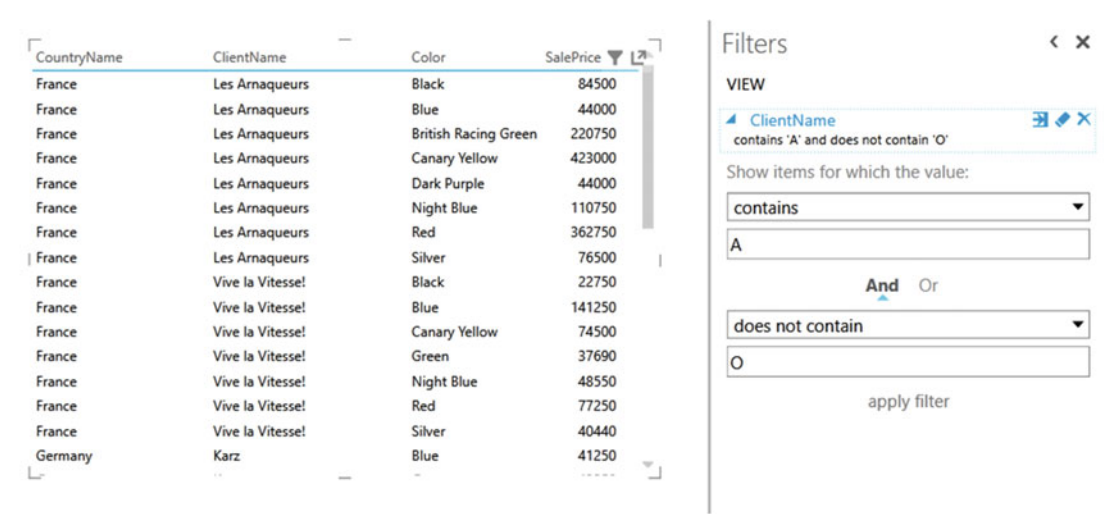 CountryName ClientName Color SalePrice
France Les Arnaqueurs Black 84500
France Les Arnaqueurs Blue 44000
France Les Arnaqueurs British Racing Green 220750
France Les Arnaqueurs Canary Yellow 423000
France Les Arnaqueurs Dark Purple 44000
France Les Arnaqueurs Night Blue 110750
France Les Arnaqueurs Red 362750
France Les Arnaqueurs Silver 76500
France Vive la Vitesse! Black 22750
France Vive la Vitesse! Blue 141250
France Vive la Vitesse! Canary Yellow 74500
France Vive la Vitesse! Green 37690
France Vive la Vitesse! Night Blue 48550
France Vive la Vitesse! Red 77250
France Vive la Vitesse! Silver 40440
Germany Karz Blue 41250
Filters
VIEW
ClientName
contains 'A' and does not contain 'O'
Show items for which the value:
contains
A
And Or
does not contain
O
apply filter